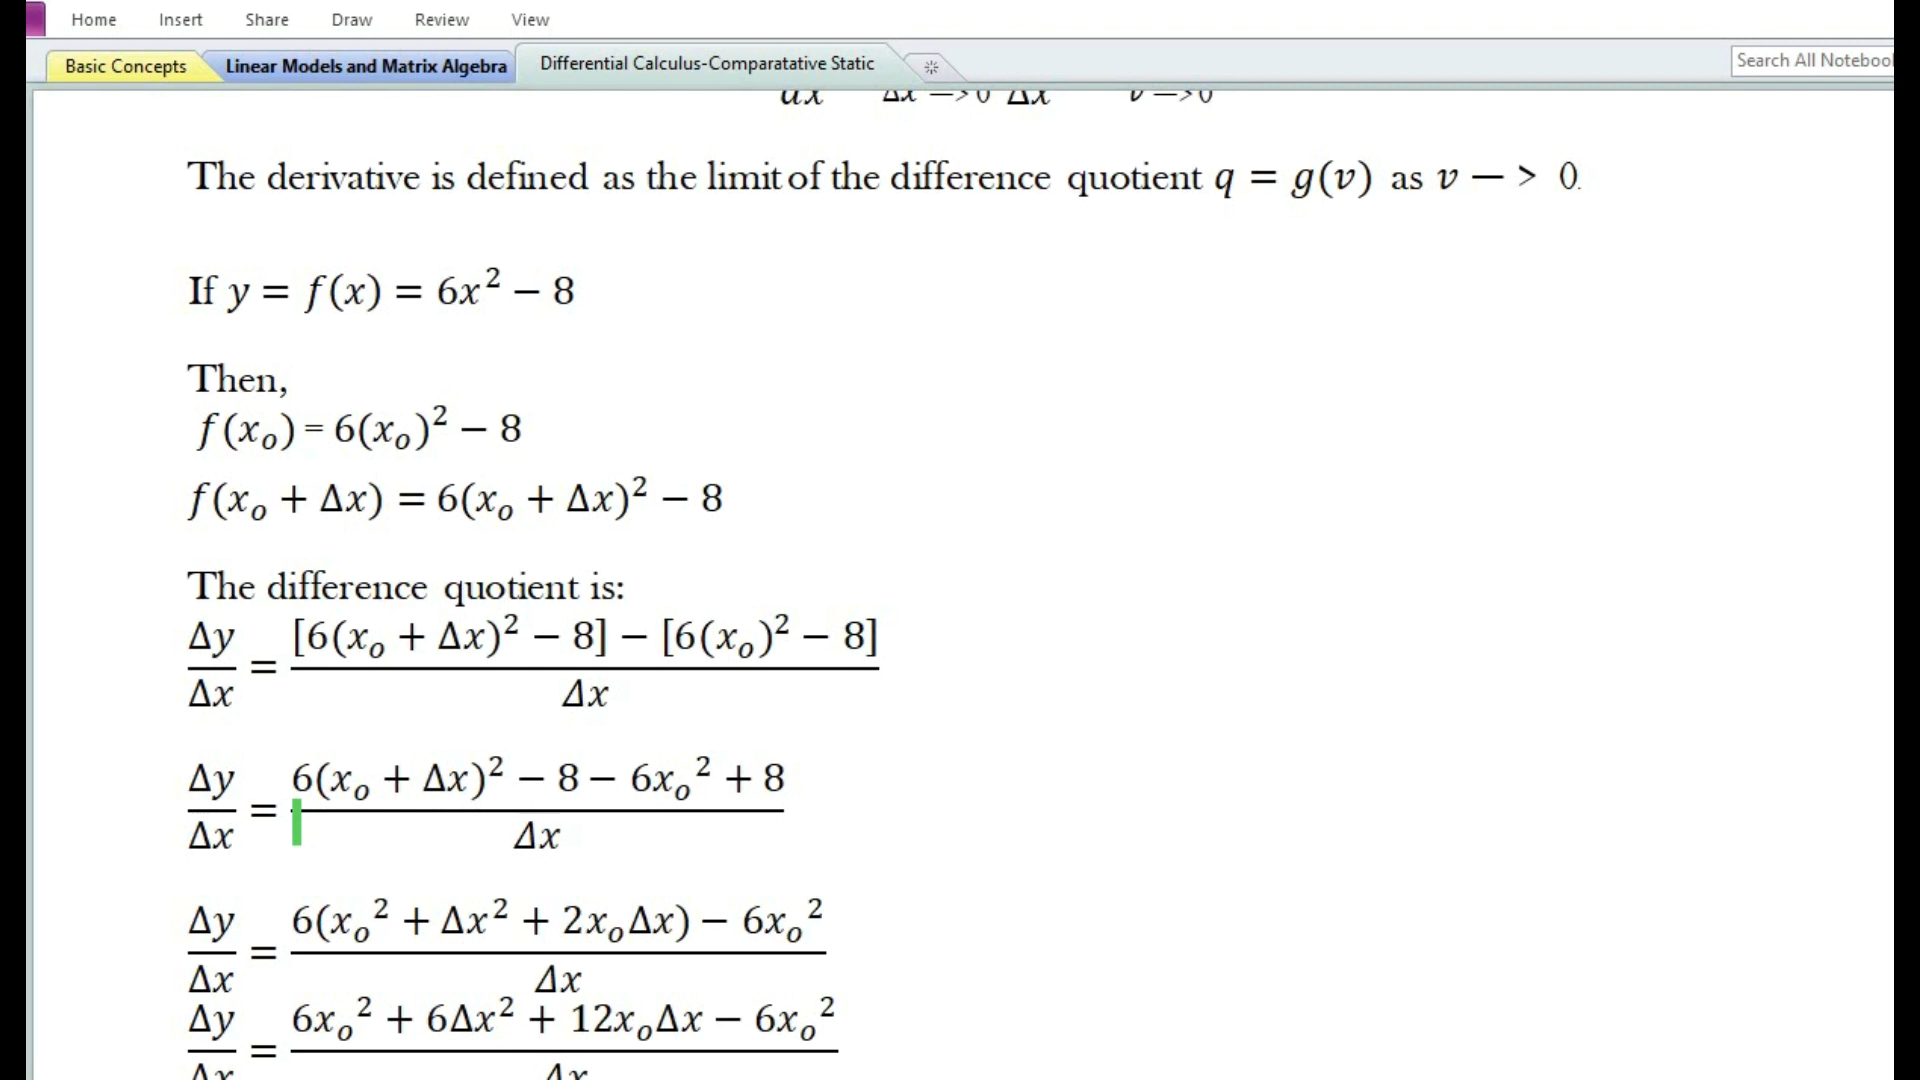 Home Insert Share Draw Review View
Basic Concepts Linear Models and Matrix Algebra Differential Calculus-Comparatative Static Search All Noteboo
The derivative is defined as the limit of the difference quotient q = g(v) as v —> 0.
If y = f(x) = 6x² − 8
Then,
f(xₒ) = 6(xₒ)² − 8
f(xₒ + Δx) = 6(xₒ + Δx)² − 8
The difference quotient is:
Δy/Δx = [6(xₒ + Δx)² − 8] − [6(xₒ)² − 8] / Δx
Δy/Δx = 6(xₒ + Δx)² − 8 − 6xₒ² + 8 / Δx
Δy/Δx = 6(xₒ² + Δx² + 2xₒΔx) − 6xₒ² / Δx
Δy/Δx = 6xₒ² + 6Δx² + 12xₒΔx − 6xₒ² / Δx